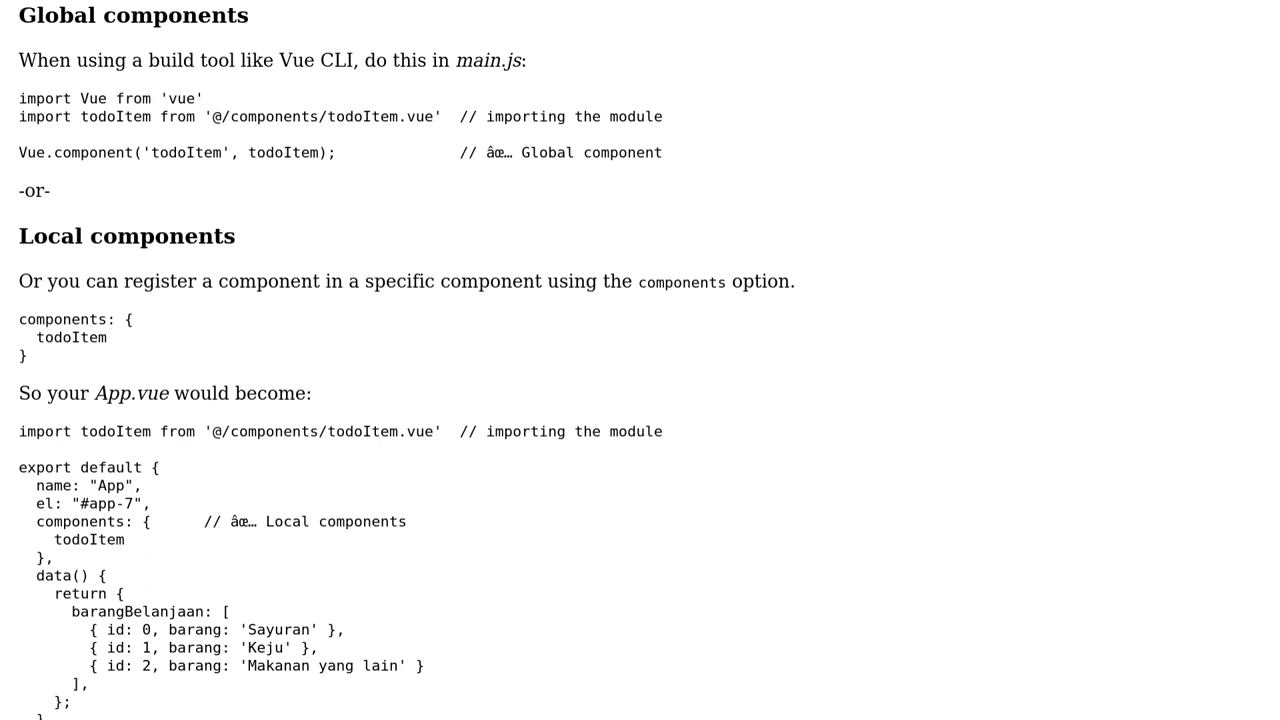 Global components
When using a build tool like Vue CLI, do this in main.js:
import Vue from 'vue'
import todoItem from '@/components/todoItem.vue'  // importing the module
Vue.component('todoItem', todoItem);              // âœ… Global component
-or-
Local components
Or you can register a component in a specific component using the components option.
components: {
  todoItem
}
So your App.vue would become:
import todoItem from '@/components/todoItem.vue'  // importing the module
export default {
  name: "App",
  el: "#app-7",
  components: {      // âœ… Local components
    todoItem
  },
  data() {
    return {
      barangBelanjaan: [
        { id: 0, barang: 'Sayuran' },
        { id: 1, barang: 'Keju' },
        { id: 2, barang: 'Makanan yang lain' }
      ],
    };
  }